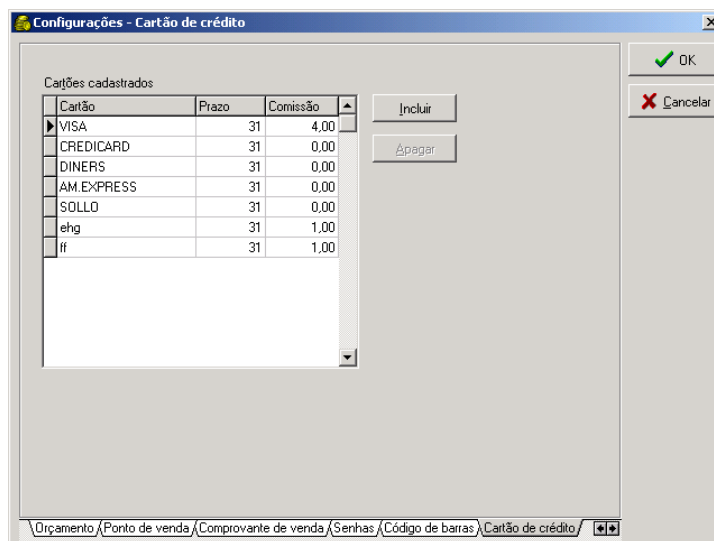 Configurações - Cartão de crédito
OK
Cancelar
Cartões cadastrados
Cartão Prazo Comissão
Incluir
Apagar
VISA 31 4,00
CREDICARD 31 0,00
DINERS 31 0,00
AM.EXPRESS 31 0,00
SOLLO 31 0,00
ehg 31 1,00
ff 31 1,00
Orçamento Ponto de venda Comprovante de venda Senhas Código de barras Cartão de crédito